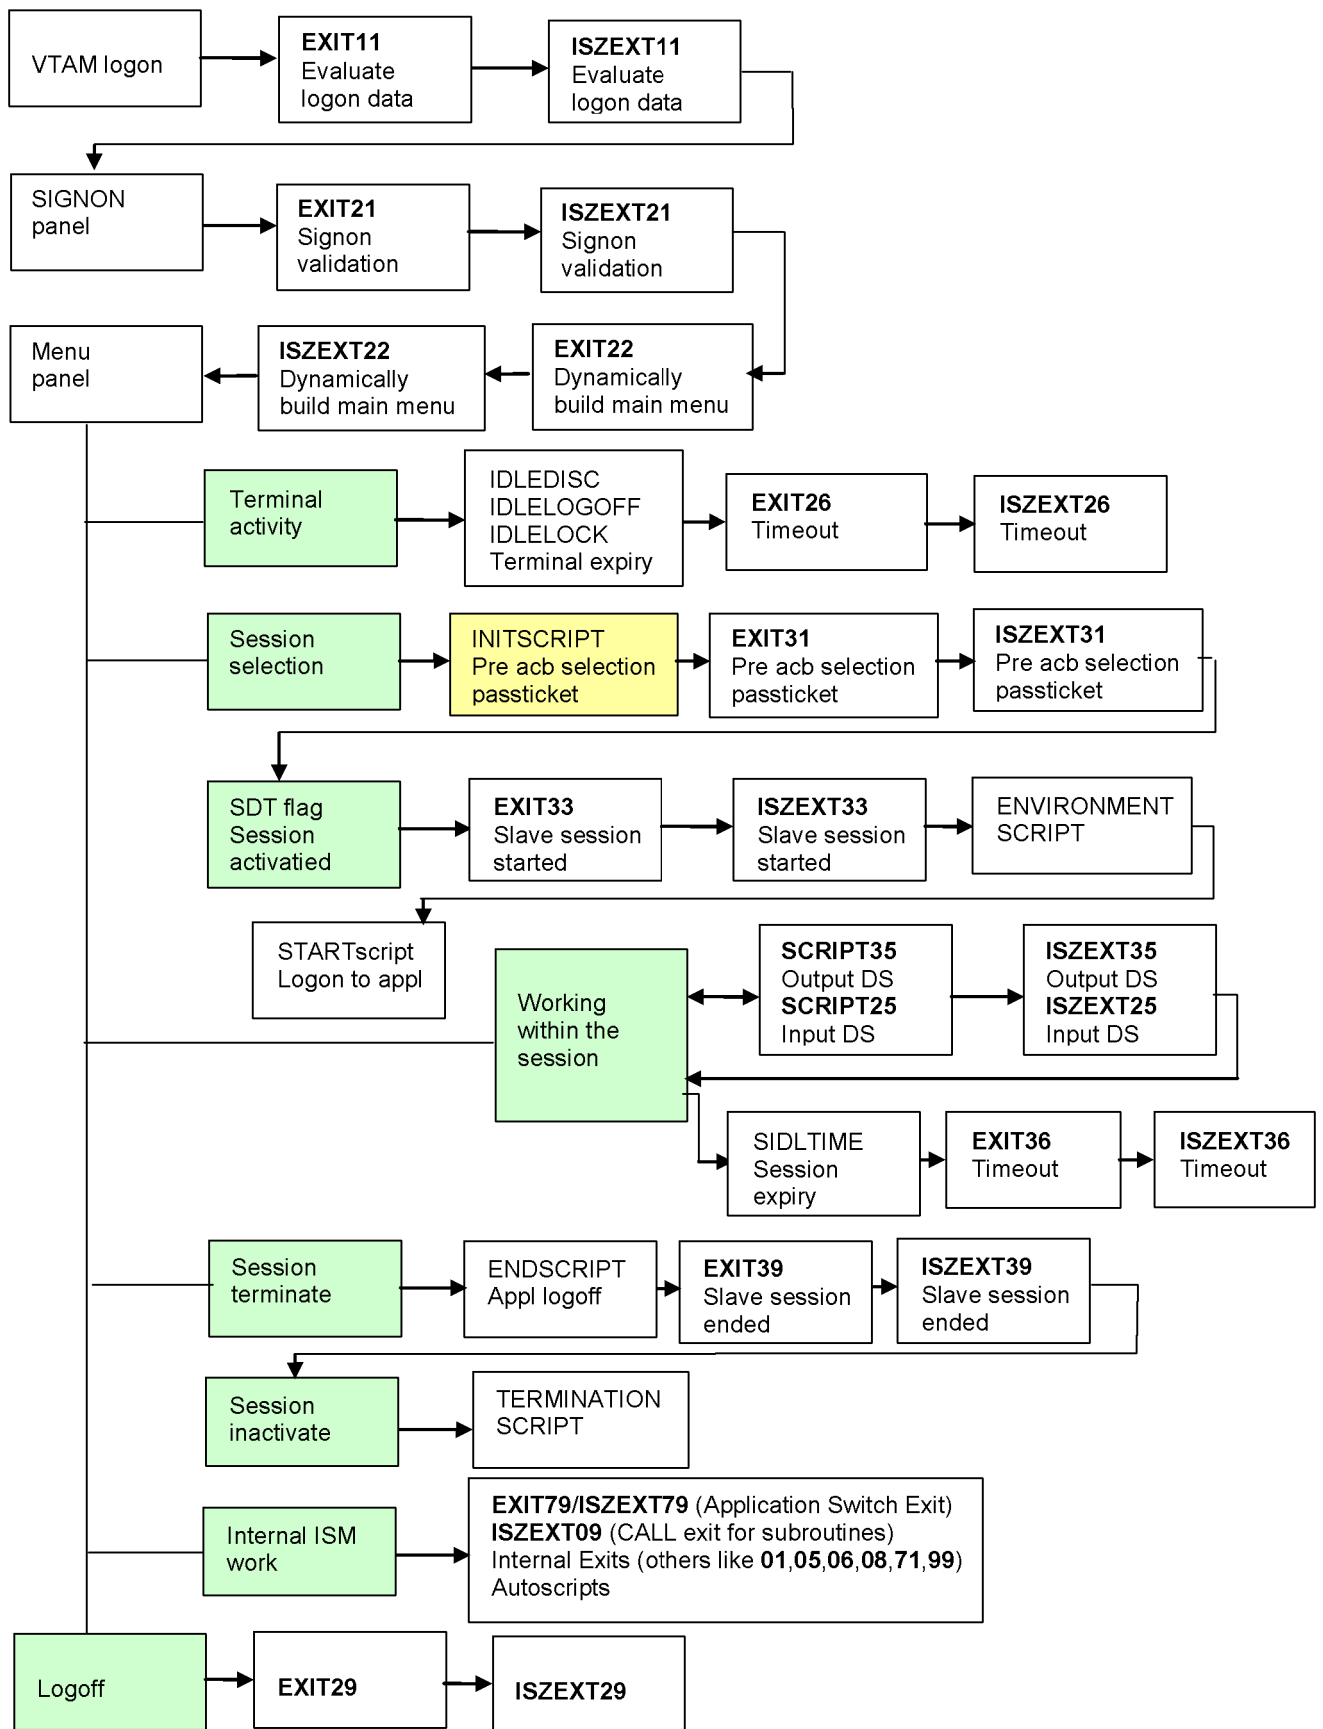 VTAM logon
EXIT11
Evaluate
logon data
ISZEXT11
Evaluate
logon data
SIGNON
panel
EXIT21
Signon
validation
ISZEXT21
Signon
validation
Menu
panel
ISZEXT22
Dynamically
build main menu
EXIT22
Dynamically
build main menu
Terminal
activity
IDLEDISC
IDLELOGOFF
IDLELOCK
Terminal expiry
EXIT26
Timeout
ISZEXT26
Timeout
Session
selection
INITSCRIPT
Pre acb selection
passticket
EXIT31
Pre acb selection
passticket
ISZEXT31
Pre acb selection
passticket
SDT flag
Session
activatied
EXIT33
Slave session
started
ISZEXT33
Slave session
started
ENVIRONMENT
SCRIPT
STARTscript
Logon to appl
Working
within the
session
SCRIPT35
Output DS
SCRIPT25
Input DS
ISZEXT35
Output DS
ISZEXT25
Input DS
SIDLTIME
Session
expiry
EXIT36
Timeout
ISZEXT36
Timeout
Session
terminate
ENDSCRIPT
Appl logoff
EXIT39
Slave session
ended
ISZEXT39
Slave session
ended
Session
inactivate
TERMINATION
SCRIPT
Internal ISM
work
EXIT79/ISZEXT79 (Application Switch Exit)
ISZEXT09 (CALL exit for subroutines)
Internal Exits (others like 01,05,06,08,71,99)
Autoscripts
Logoff
EXIT29
ISZEXT29